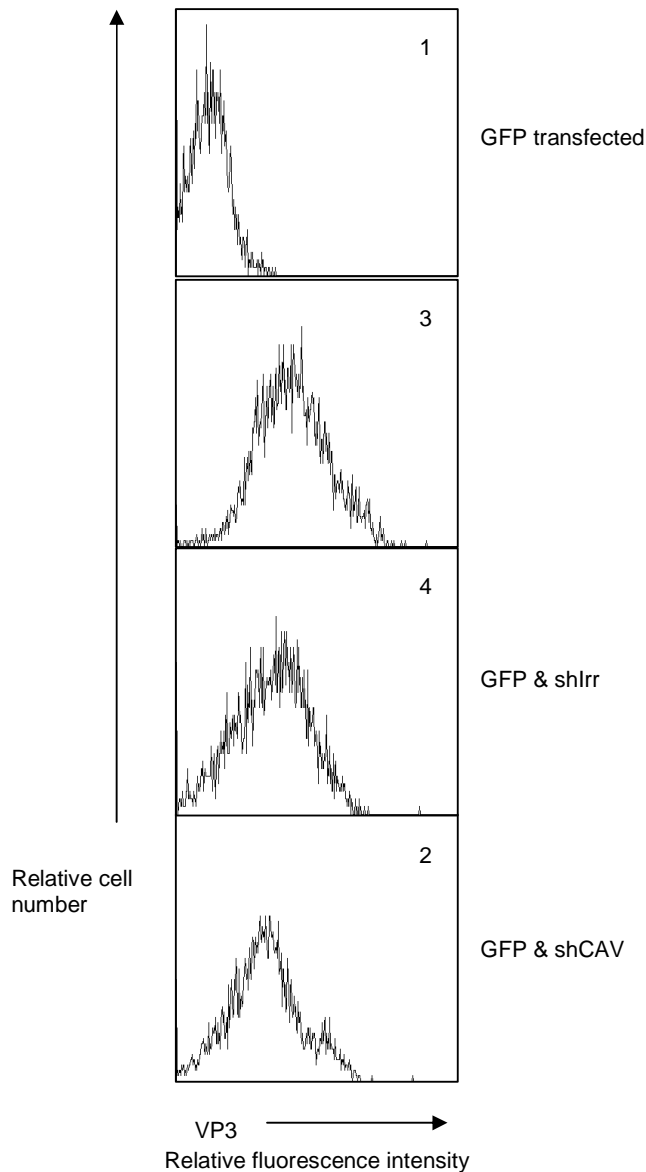 1
GFP transfected
3
4
GFP & shIrr
2
Relative cell
number
GFP & shCAV
VP3
Relative fluorescence intensity